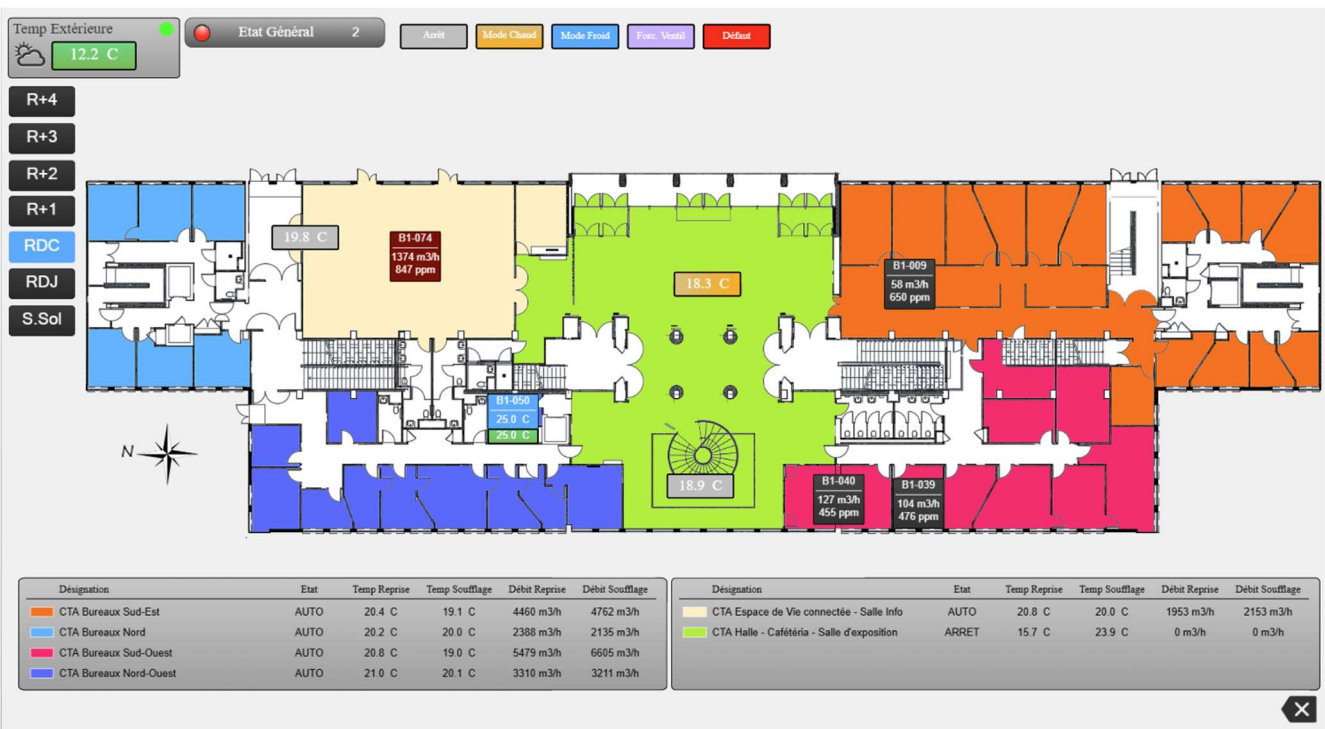 Temp Extérieure
12.2 C
Etat Général 2
Arrêt
Mode Chaud
Mode Froid
Forc. Ventil
Défaut
R+4
R+3
R+2
R+1
RDC
RDJ
S.Sol
19.8 C
B1-074
1374 m3/h
847 ppm
18.3 C
B1-009
58 m3/h
650 ppm
B1-050
25.0 C
25.0 C
N
18.9 C
B1-040
127 m3/h
455 ppm
B1-039
104 m3/h
476 ppm
Désignation Etat Temp Reprise Temp Soufflage Débit Reprise Débit Soufflage
CTA Bureaux Sud-Est AUTO 20.4 C 19.1 C 4460 m3/h 4762 m3/h
CTA Bureaux Nord AUTO 20.2 C 20.0 C 2388 m3/h 2135 m3/h
CTA Bureaux Sud-Ouest AUTO 20.8 C 19.0 C 5479 m3/h 6605 m3/h
CTA Bureaux Nord-Ouest AUTO 21.0 C 20.1 C 3310 m3/h 3211 m3/h
Désignation Etat Temp Reprise Temp Soufflage Débit Reprise Débit Soufflage
CTA Espace de Vie connectée - Salle Info AUTO 20.8 C 20.0 C 1953 m3/h 2153 m3/h
CTA Halle - Cafétéria - Salle d'exposition ARRET 15.7 C 23.9 C 0 m3/h 0 m3/h